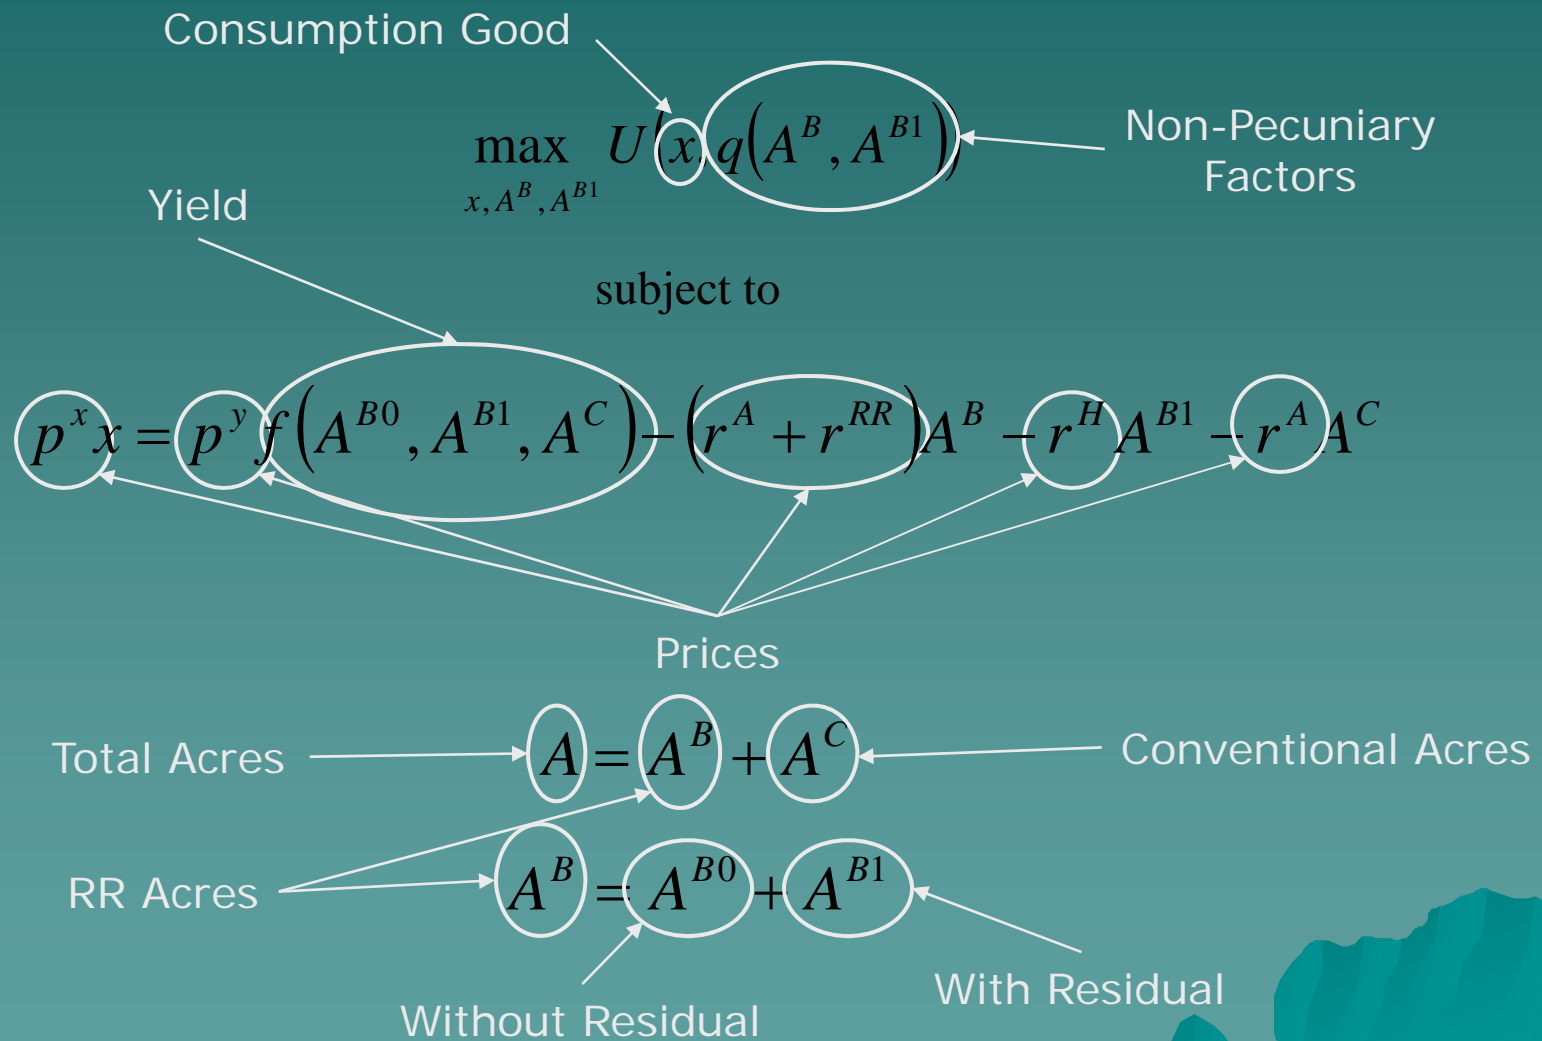 Consumption Good
max U(x, q(A^B, A^{B1}))
x, A^B, A^{B1}
Non-Pecuniary
Factors
Yield
subject to
p^x x = p^y f(A^{B0}, A^{B1}, A^C) − (r^A + r^{RR})A^B − r^H A^{B1} − r^A A^C
Prices
Total Acres
A = A^B + A^C
Conventional Acres
RR Acres
A^B = A^{B0} + A^{B1}
With Residual
Without Residual